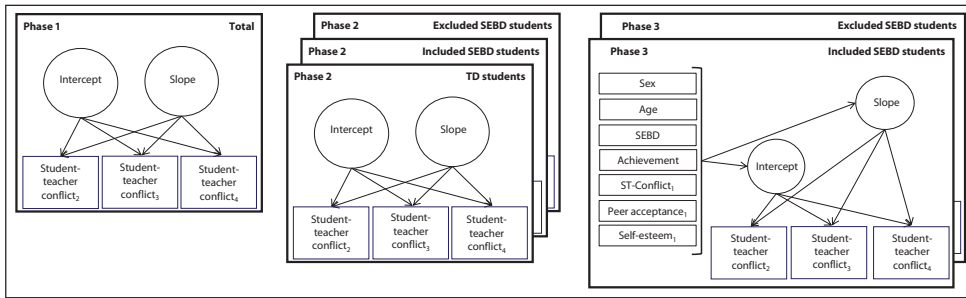 Phase 1 Total
Intercept
Slope
Student-
teacher
conflict2
Student-
teacher
conflict3
Student-
teacher
conflict4
Phase 2 Excluded SEBD students
Phase 2 Included SEBD students
Phase 2 TD students
Intercept
Slope
Student-
teacher
conflict2
Student-
teacher
conflict3
Student-
teacher
conflict4
Phase 3 Excluded SEBD students
Phase 3 Included SEBD students
Sex
Age
SEBD
Achievement
ST-Conflict1
Peer acceptance1
Self-esteem1
Slope
Intercept
Student-
teacher
conflict2
Student-
teacher
conflict3
Student-
teacher
conflict4